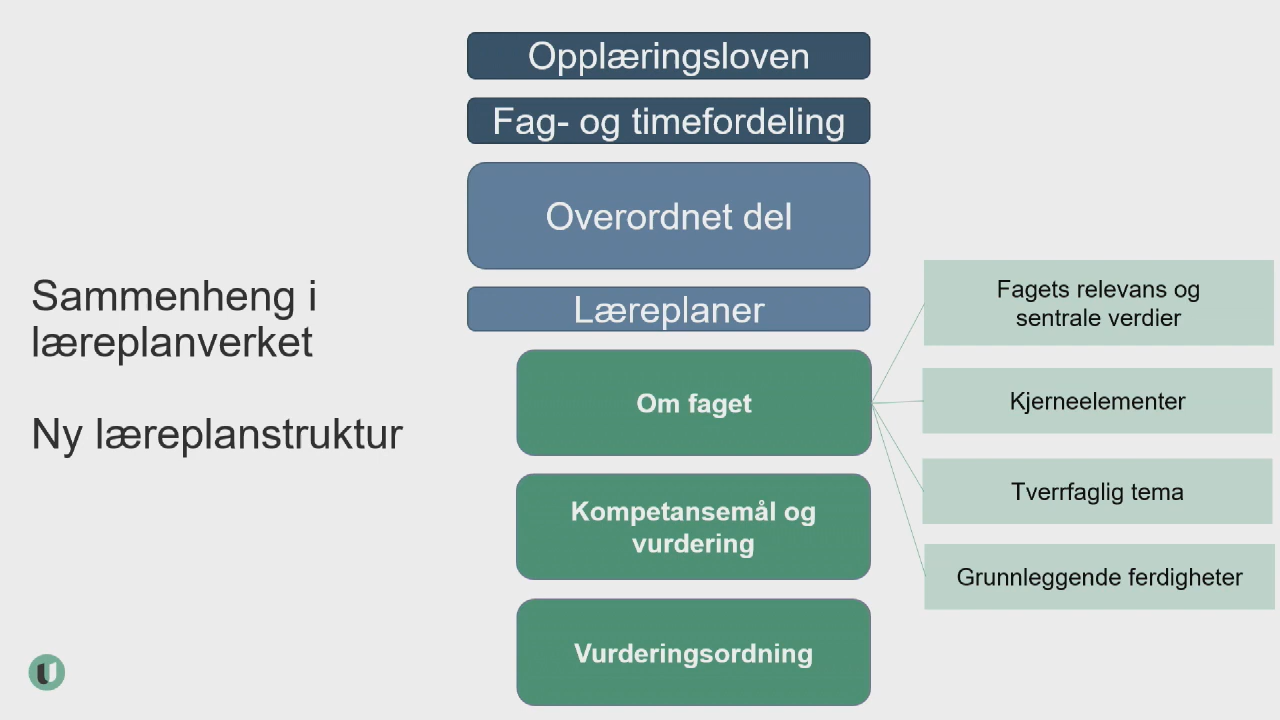 Sammenheng i
læreplanverket
Ny læreplanstruktur
Opplæringsloven
Fag- og timefordeling
Overordnet del
Læreplaner
Om faget
Kompetansemål og
vurdering
Vurderingsordning
Fagets relevans og
sentrale verdier
Kjerneelementer
Tverrfaglig tema
Grunnleggende ferdigheter